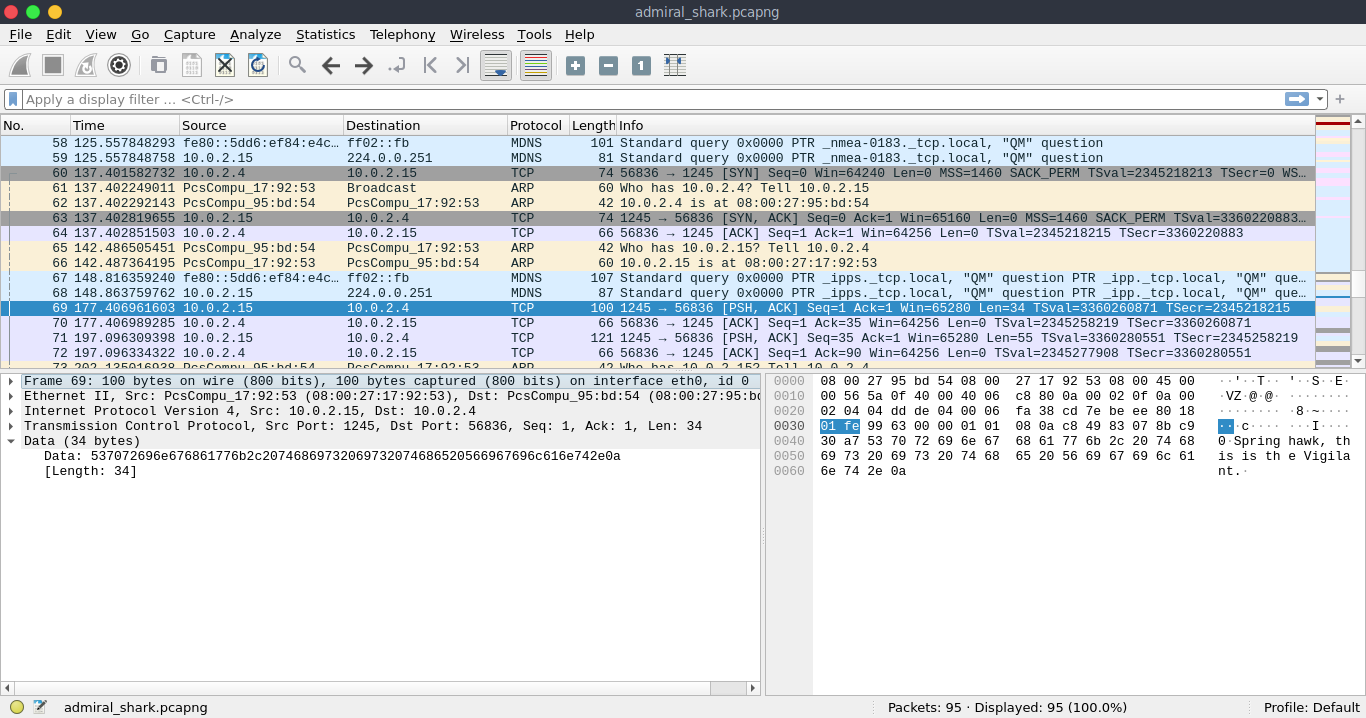 admiral_shark.pcapng
File Edit View Go Capture Analyze Statistics Telephony Wireless Tools Help
Apply a display filter … <Ctrl-/>
No. Time Source Destination Protocol Length Info
58 125.557848293 fe80::5dd6:ef84:e4c… ff02::fb MDNS 101 Standard query 0x0000 PTR _nmea-0183._tcp.local, "QM" question
59 125.557848758 10.0.2.15 224.0.0.251 MDNS 81 Standard query 0x0000 PTR _nmea-0183._tcp.local, "QM" question
60 137.401582732 10.0.2.4 10.0.2.15 TCP 74 56836 → 1245 [SYN] Seq=0 Win=64240 Len=0 MSS=1460 SACK_PERM TSval=2345218213 TSecr=0 WS…
61 137.402249011 PcsCompu_17:92:53 Broadcast ARP 60 Who has 10.0.2.4? Tell 10.0.2.15
62 137.402292143 PcsCompu_95:bd:54 PcsCompu_17:92:53 ARP 42 10.0.2.4 is at 08:00:27:95:bd:54
63 137.402819655 10.0.2.15 10.0.2.4 TCP 74 1245 → 56836 [SYN, ACK] Seq=0 Ack=1 Win=65160 Len=0 MSS=1460 SACK_PERM TSval=3360220883…
64 137.402851503 10.0.2.4 10.0.2.15 TCP 66 56836 → 1245 [ACK] Seq=1 Ack=1 Win=64256 Len=0 TSval=2345218215 TSecr=3360220883
65 142.486505451 PcsCompu_95:bd:54 PcsCompu_17:92:53 ARP 42 Who has 10.0.2.15? Tell 10.0.2.4
66 142.487364195 PcsCompu_17:92:53 PcsCompu_95:bd:54 ARP 60 10.0.2.15 is at 08:00:27:17:92:53
67 148.816359240 fe80::5dd6:ef84:e4c… ff02::fb MDNS 107 Standard query 0x0000 PTR _ipps._tcp.local, "QM" question PTR _ipp._tcp.local, "QM" que…
68 148.863759762 10.0.2.15 224.0.0.251 MDNS 87 Standard query 0x0000 PTR _ipps._tcp.local, "QM" question PTR _ipp._tcp.local, "QM" que…
69 177.406961603 10.0.2.15 10.0.2.4 TCP 100 1245 → 56836 [PSH, ACK] Seq=1 Ack=1 Win=65280 Len=34 TSval=3360260871 TSecr=2345218215
70 177.406989285 10.0.2.4 10.0.2.15 TCP 66 56836 → 1245 [ACK] Seq=1 Ack=35 Win=64256 Len=0 TSval=2345258219 TSecr=3360260871
71 197.096309398 10.0.2.15 10.0.2.4 TCP 121 1245 → 56836 [PSH, ACK] Seq=35 Ack=1 Win=65280 Len=55 TSval=3360280551 TSecr=2345258219
72 197.096334322 10.0.2.4 10.0.2.15 TCP 66 56836 → 1245 [ACK] Seq=1 Ack=90 Win=64256 Len=0 TSval=2345277908 TSecr=3360280551
Frame 69: 100 bytes on wire (800 bits), 100 bytes captured (800 bits) on interface eth0, id 0
Ethernet II, Src: PcsCompu_17:92:53 (08:00:27:17:92:53), Dst: PcsCompu_95:bd:54 (08:00:27:95:bd
Internet Protocol Version 4, Src: 10.0.2.15, Dst: 10.0.2.4
Transmission Control Protocol, Src Port: 1245, Dst Port: 56836, Seq: 1, Ack: 1, Len: 34
Data (34 bytes)
Data: 537072696e676861776b2c207468697320697320746865205669​67696c616e742e0a
[Length: 34]
0000 08 00 27 95 bd 54 08 00 27 17 92 53 08 00 45 00 ··'··T·· '··S··E·
0010 00 56 5a 0f 40 00 40 06 c8 80 0a 00 02 0f 0a 00 ·VZ·@·@· ········
0020 02 04 04 dd de 04 00 06 fa 38 cd 7e be ee 80 18 ········ ·8·~····
0030 01 fe 99 63 00 00 01 01 08 0a c8 49 83 07 8b c9 ···c···· ···I····
0040 30 a7 53 70 72 69 6e 67 68 61 77 6b 2c 20 74 68 0·Spring hawk, th
0050 69 73 20 69 73 20 74 68 65 20 56 69 67 69 6c 61 is is th e Vigila
0060 6e 74 2e 0a nt.·
admiral_shark.pcapng
Packets: 95 · Displayed: 95 (100.0%)
Profile: Default